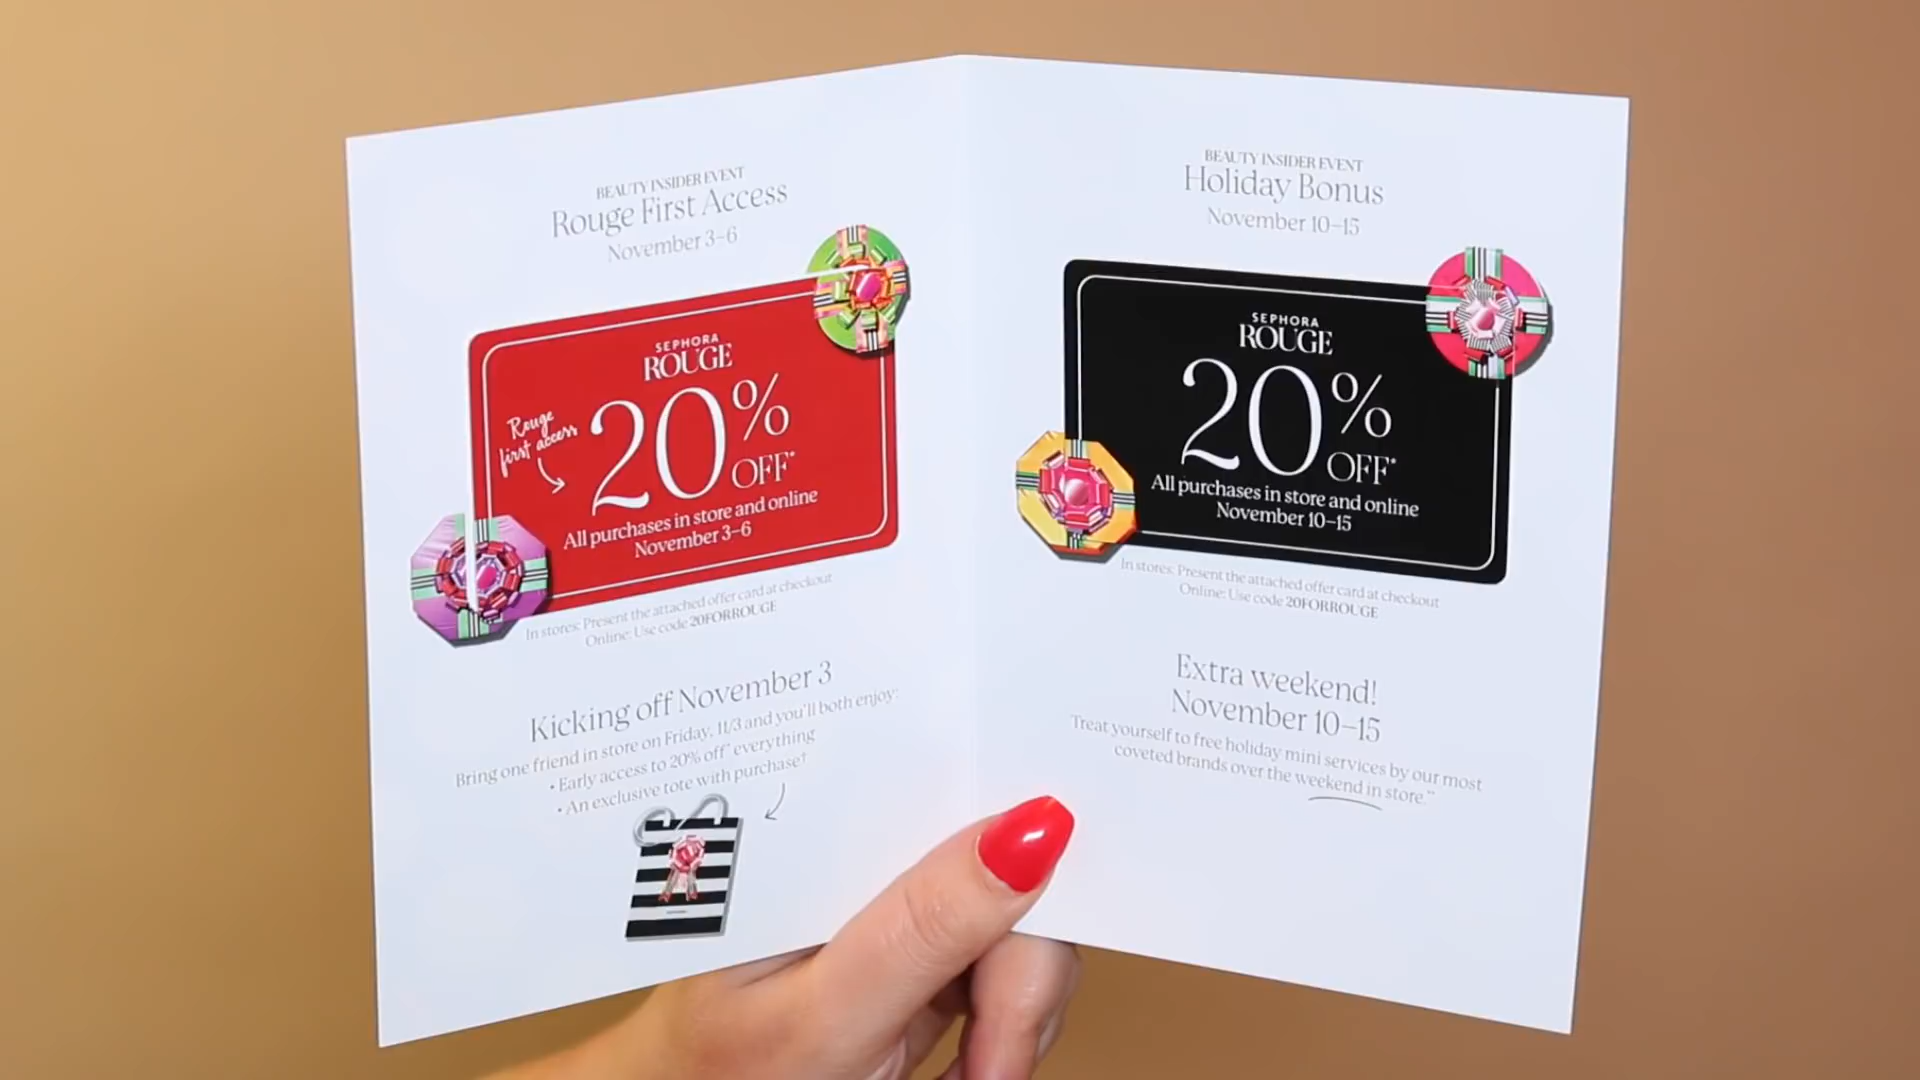 BEAUTY INSIDER EVENT
Rouge First Access
November 3–6
SEPHORA
ROUGE
Rouge
first access
20%
OFF*
All purchases in store and online
November 3–6
In stores: Present the attached offer card at checkout
Online: Use code 20FORROUGE
Kicking off November 3
Bring one friend in store on Friday, 11/3 and you'll both enjoy:
• Early access to 20% off* everything
• An exclusive tote with purchase†
BEAUTY INSIDER EVENT
Holiday Bonus
November 10–15
SEPHORA
ROUGE
20%
OFF*
All purchases in store and online
November 10–15
In stores: Present the attached offer card at checkout
Online: Use code 20FORROUGE
Extra weekend!
November 10–15
Treat yourself to free holiday mini services by our most
coveted brands over the weekend in store.**